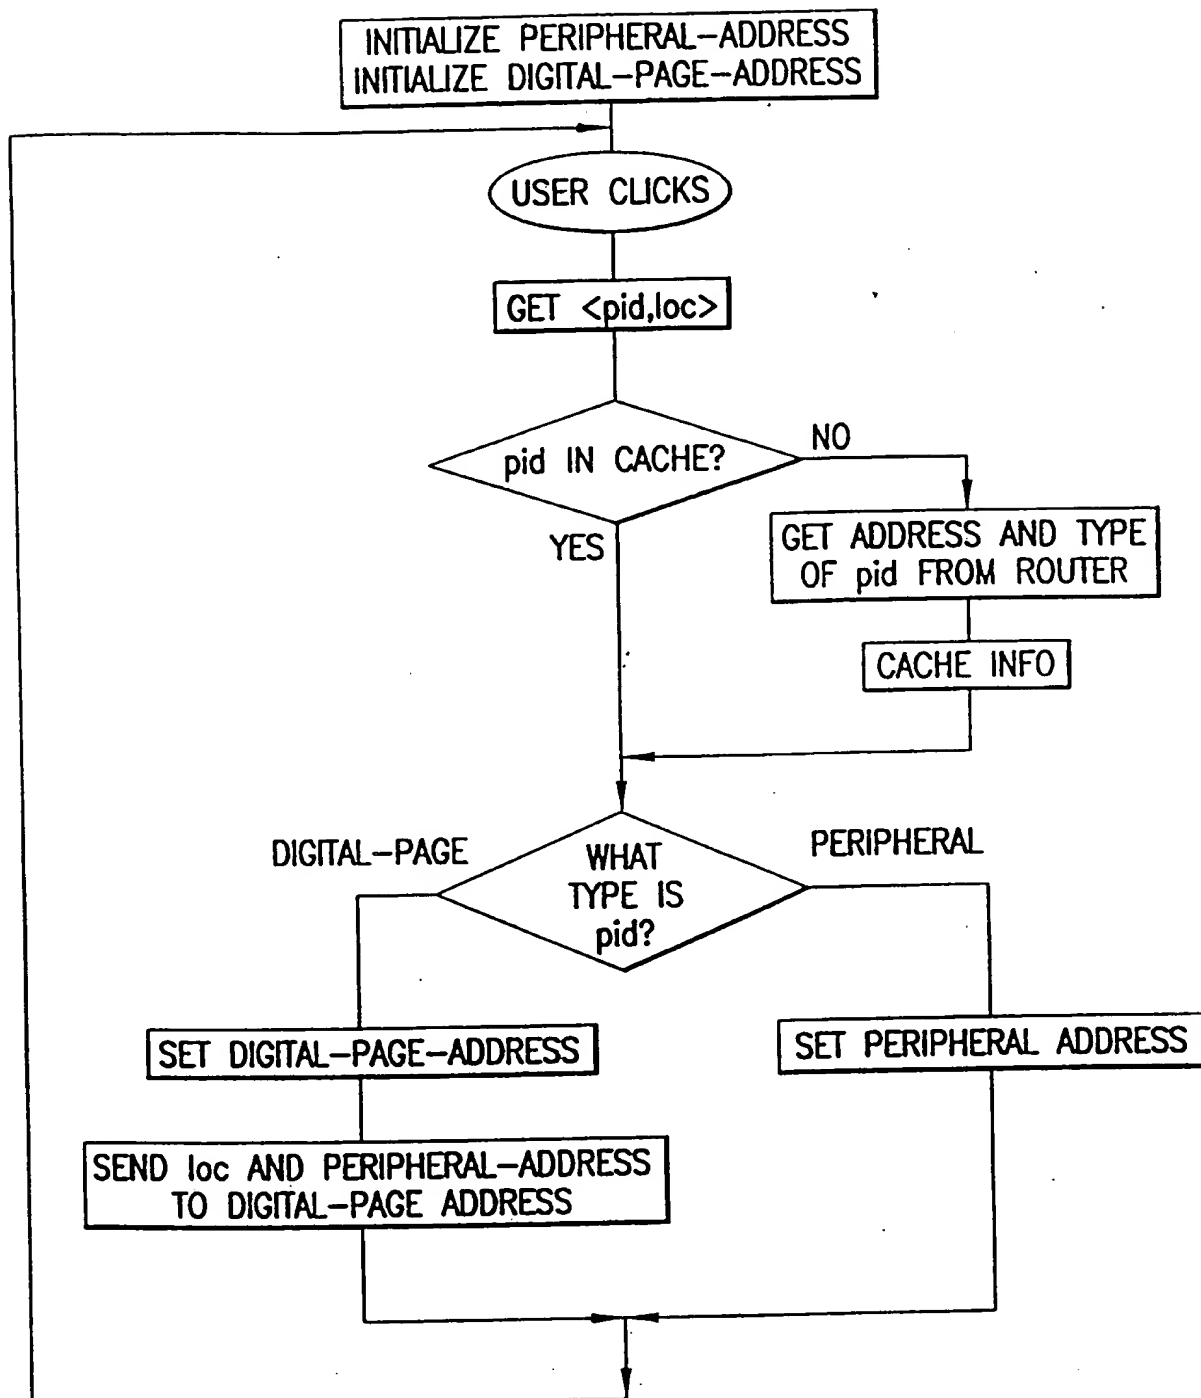 INITIALIZE PERIPHERAL-ADDRESS
INITIALIZE DIGITAL-PAGE-ADDRESS
USER CLICKS
GET <pid,loc>
pid IN CACHE?
NO
YES
GET ADDRESS AND TYPE
OF pid FROM ROUTER
CACHE INFO
DIGITAL-PAGE
WHAT
TYPE IS
pid?
PERIPHERAL
SET DIGITAL-PAGE-ADDRESS
SET PERIPHERAL ADDRESS
SEND loc AND PERIPHERAL-ADDRESS
TO DIGITAL-PAGE ADDRESS